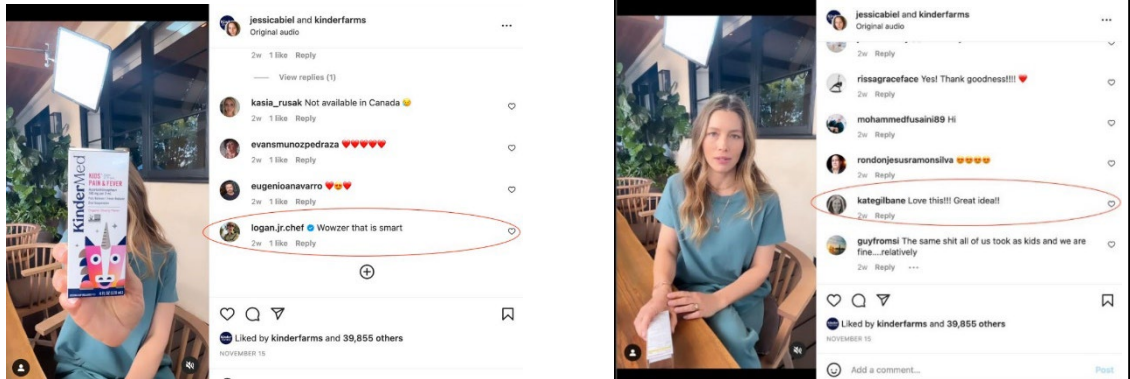 jessicabiel and kinderfarms
Original audio
2w 1 like Reply
View replies (1)
kasia_rusak Not available in Canada 😥
2w 1 like Reply
evansmunozpedraza ❤️❤️❤️❤️❤️
2w 1 like Reply
eugenioanavarro ❤️😍❤️
2w 1 like Reply
logan.jr.chef Wowzer that is smart
2w 1 like Reply
Liked by kinderfarms and 39,855 others
NOVEMBER 15
KinderMed
KIDS'
PAIN & FEVER
jessicabiel and kinderfarms
Original audio
2w Reply
rissagraceface Yes! Thank goodness!!!! ❤️
2w Reply
mohammedfusaini89 Hi
2w Reply
rondonjesusramonsilva 😍😍😍😍
2w Reply
kategilbane Love this!!! Great idea!!
2w Reply
guyfromsi The same shit all of us took as kids and we are
fine....relatively
2w Reply
Liked by kinderfarms and 39,855 others
NOVEMBER 15
Add a comment...
Post